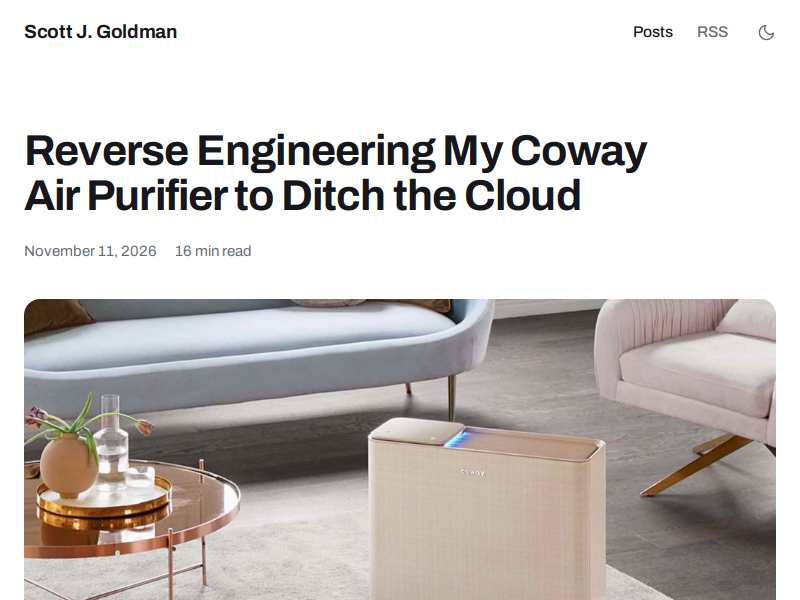 Scott J. Goldman
Posts
RSS
Reverse Engineering My Coway
Air Purifier to Ditch the Cloud
November 11, 2026
16 min read
coway